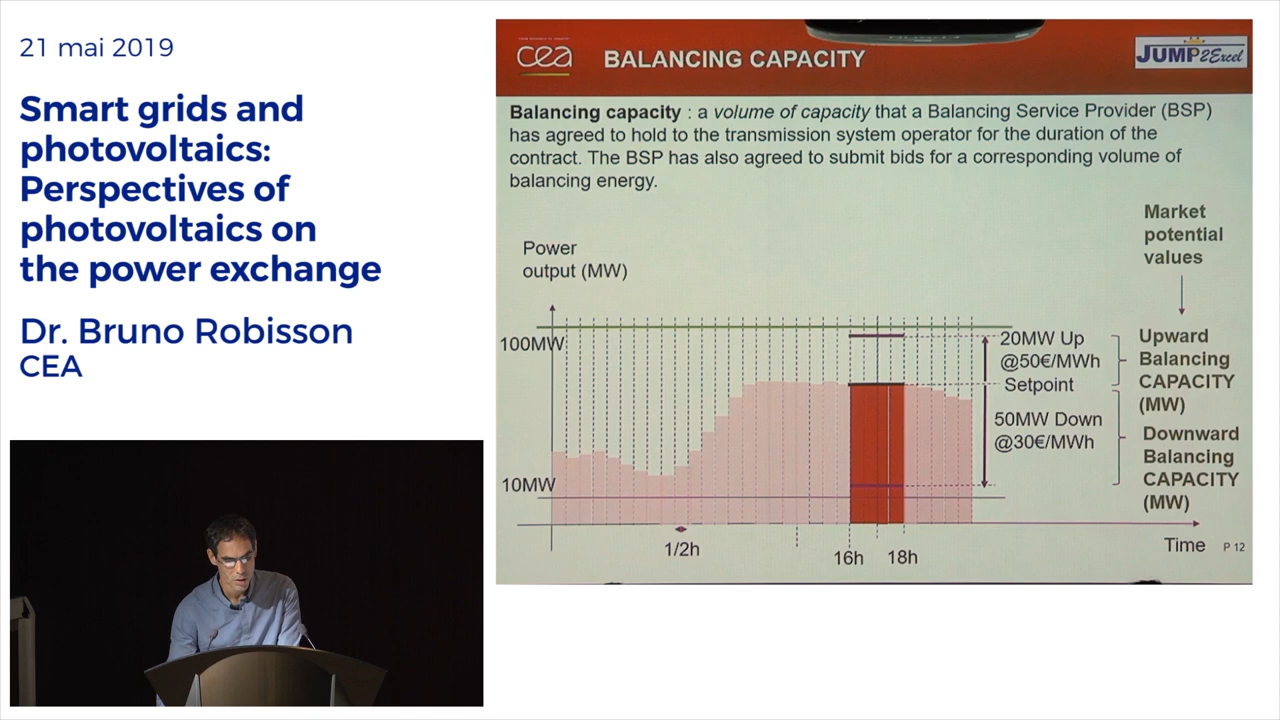 21 mai 2019
Smart grids and
photovoltaics:
Perspectives of
photovoltaics on
the power exchange
Dr. Bruno Robisson
CEA
cea
BALANCING CAPACITY
JUMP2Excel
Balancing capacity : a volume of capacity that a Balancing Service Provider (BSP)
has agreed to hold to the transmission system operator for the duration of the
contract. The BSP has also agreed to submit bids for a corresponding volume of
balancing energy.
Market
potential
values
Power
output (MW)
100MW
20MW Up
@50€/MWh
Setpoint
Upward
Balancing
CAPACITY
(MW)
50MW Down
@30€/MWh
Downward
Balancing
CAPACITY
(MW)
10MW
1/2h
16h
18h
Time
P 12